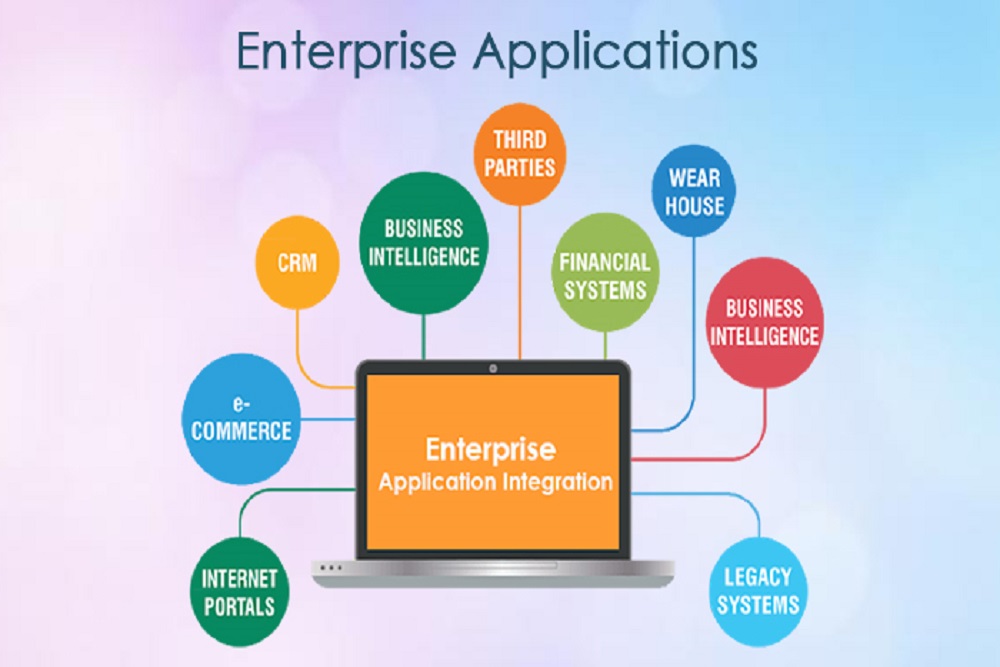 Enterprise Applications
THIRD
PARTIES
WEAR
HOUSE
BUSINESS
INTELLIGENCE
CRM
FINANCIAL
SYSTEMS
BUSINESS
INTELLIGENCE
e-
COMMERCE
Enterprise
Application Integration
INTERNET
PORTALS
LEGACY
SYSTEMS